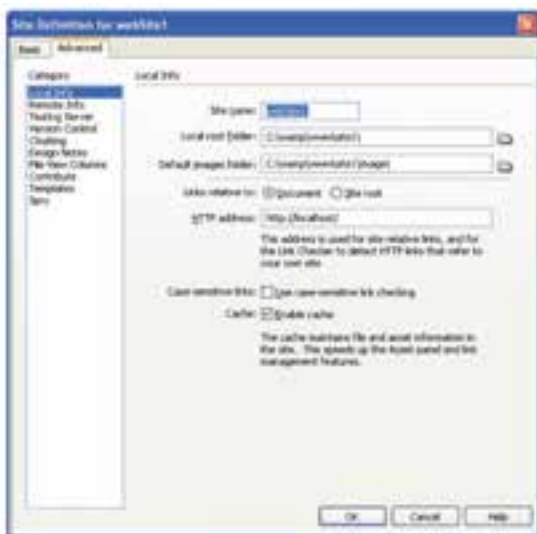 Site Definition for webSite1
Basic Advanced
Category
Local Info
Remote Info
Testing Server
Version Control
Cloaking
Design Notes
File View Columns
Contribute
Templates
Spry
Local Info
Site name:
Local root folder:
Default images folder:
Links relative to: Document Site root
HTTP address: http://localhost/
This address is used for site relative links, and for
the Link Checker to detect HTTP links that refer to
your own site.
Case-sensitive links: Use case-sensitive link checking
Cache: Enable cache
The cache maintains file and asset information in
the site. This speeds up the Asset panel and link
management features.
OK Cancel Help